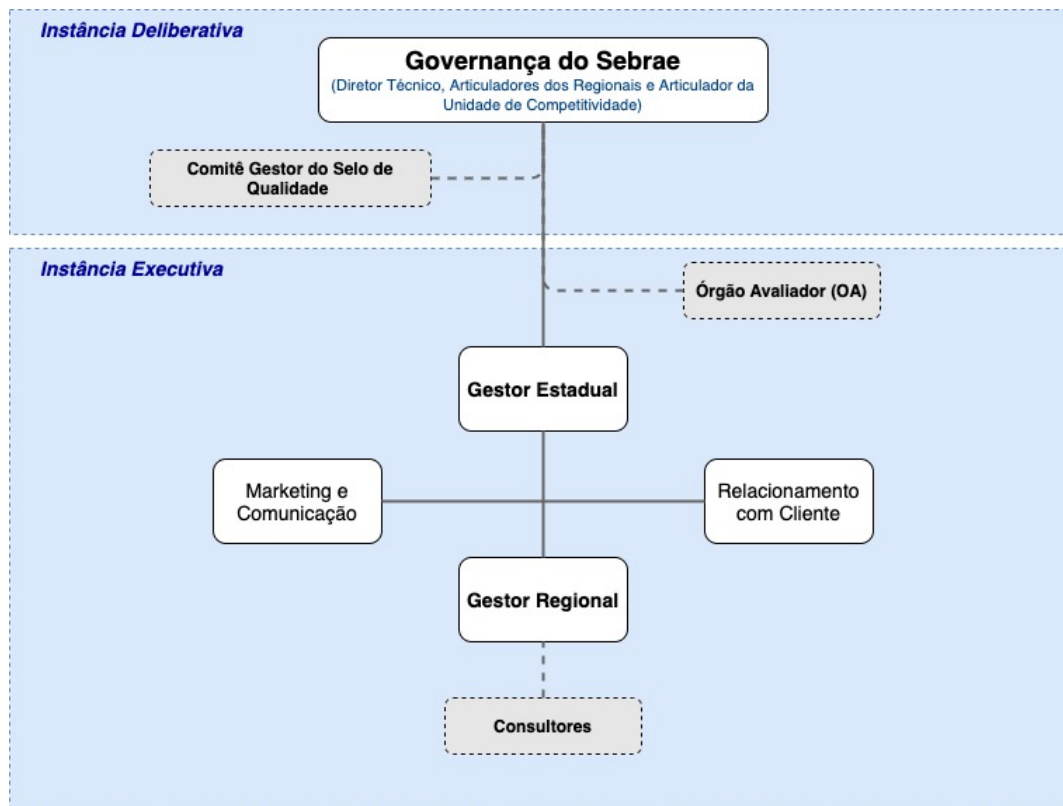 Instância Deliberativa
Governança do Sebrae
(Diretor Técnico, Articuladores dos Regionais e Articulador da
Unidade de Competitividade)
Comitê Gestor do Selo de
Qualidade
Instância Executiva
Órgão Avaliador (OA)
Gestor Estadual
Marketing e
Comunicação
Relacionamento
com Cliente
Gestor Regional
Consultores